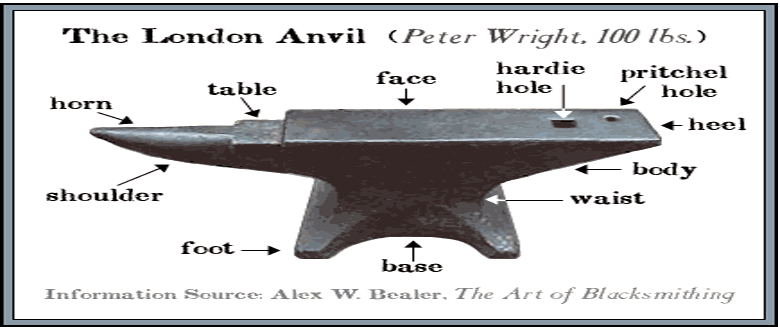 The London Anvil (Peter Wright, 100 lbs.)
hardie
hole
pritchel
hole
face
table
horn
heel
body
shoulder
waist
foot
base
Information Source: Alex W. Bealer, The Art of Blacksmithing